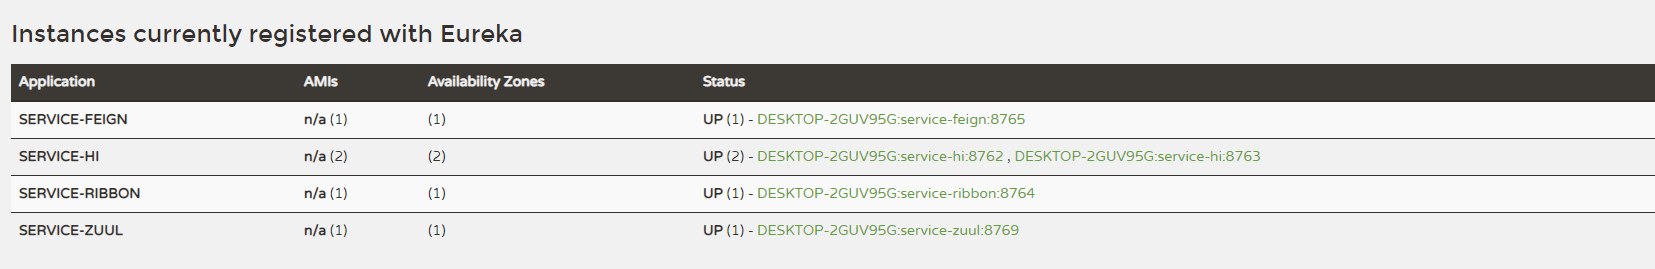 Instances currently registered with Eureka
Application AMIs Availability Zones Status
SERVICE-FEIGN n/a (1) (1) UP (1) - DESKTOP-2GUV95G:service-feign:8765
SERVICE-HI n/a (2) (2) UP (2) - DESKTOP-2GUV95G:service-hi:8762 , DESKTOP-2GUV95G:service-hi:8763
SERVICE-RIBBON n/a (1) (1) UP (1) - DESKTOP-2GUV95G:service-ribbon:8764
SERVICE-ZUUL n/a (1) (1) UP (1) - DESKTOP-2GUV95G:service-zuul:8769